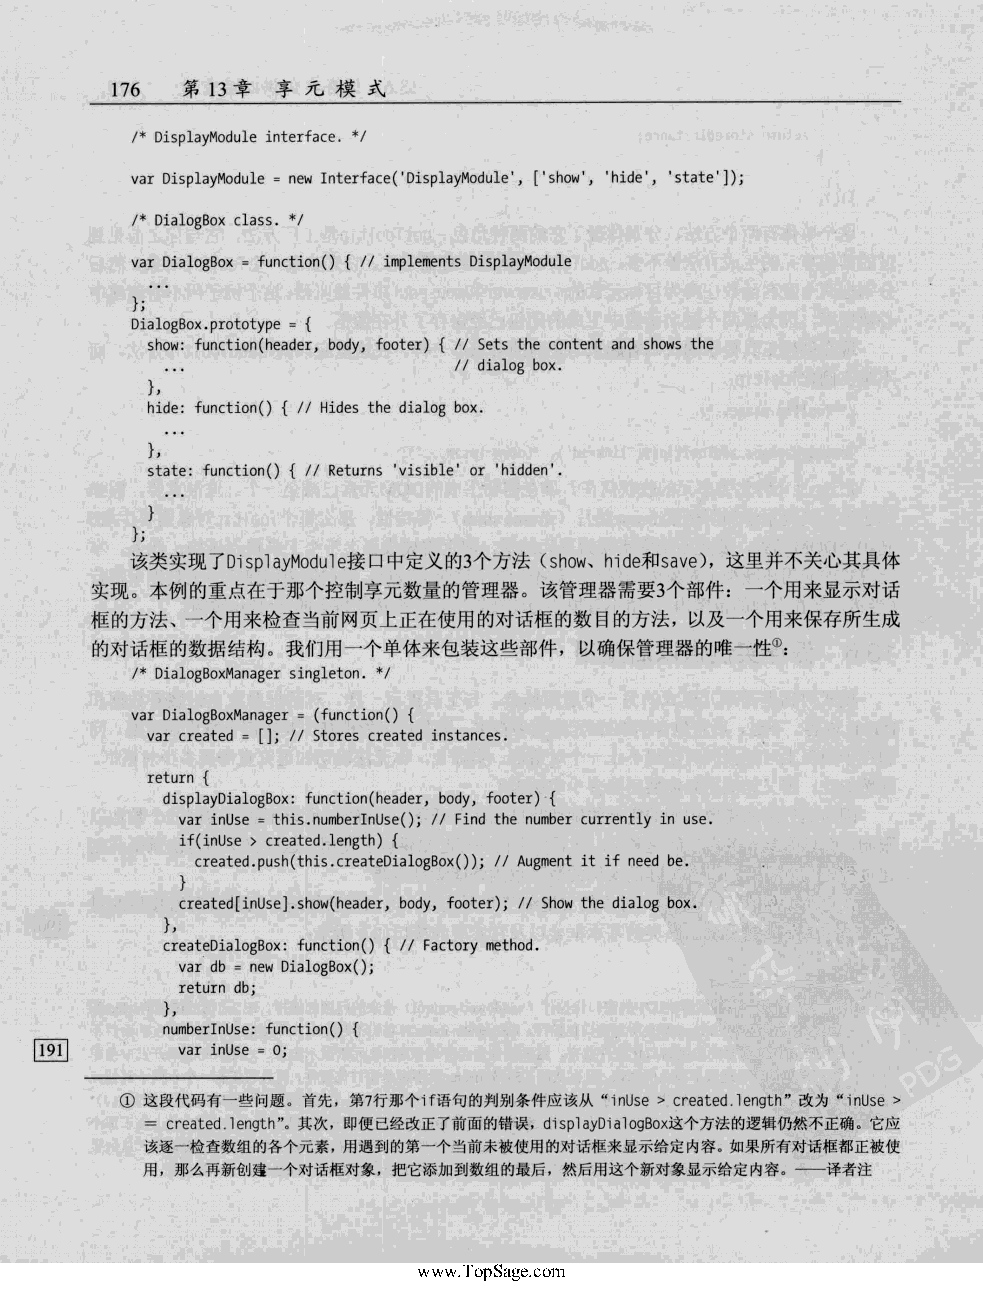 176 第13章 享元模式
/* DisplayModule interface. */
var DisplayModule = new Interface('DisplayModule', ['show', 'hide', 'state']);
/* DialogBox class. */
var DialogBox = function() { // implements DisplayModule
...
};
DialogBox.prototype = {
show: function(header, body, footer) { // Sets the content and shows the
... // dialog box.
},
hide: function() { // Hides the dialog box.
...
},
state: function() { // Returns 'visible' or 'hidden'.
...
}
};
该类实现了DisplayModule接口中定义的3个方法（show、hide和save），这里并不关心其具体
实现。本例的重点在于那个控制享元数量的管理器。该管理器需要3个部件：一个用来显示对话
框的方法、一个用来检查当前网页上正在使用的对话框的数目的方法，以及一个用来保存所生成
的对话框的数据结构。我们用一个单体来包装这些部件，以确保管理器的唯一性①：
/* DialogBoxManager singleton. */
var DialogBoxManager = (function() {
var created = []; // Stores created instances.
return {
displayDialogBox: function(header, body, footer) {
var inUse = this.numberInUse(); // Find the number currently in use.
if(inUse > created.length) {
created.push(this.createDialogBox()); // Augment it if need be.
}
created[inUse].show(header, body, footer); // Show the dialog box.
},
createDialogBox: function() { // Factory method.
var db = new DialogBox();
return db;
},
numberInUse: function() {
191 var inUse = 0;
① 这段代码有一些问题。首先，第7行那个if语句的判别条件应该从“inUse > created.length”改为“inUse >
= created.length”。其次，即便已经改正了前面的错误，displayDialogBox这个方法的逻辑仍然不正确。它应
该逐一检查数组的各个元素，用遇到的第一个当前未被使用的对话框来显示给定内容。如果所有对话框都正被使
用，那么再新创建一个对话框对象，把它添加到数组的最后，然后用这个新对象显示给定内容。——译者注
PDG
www.TopSage.com